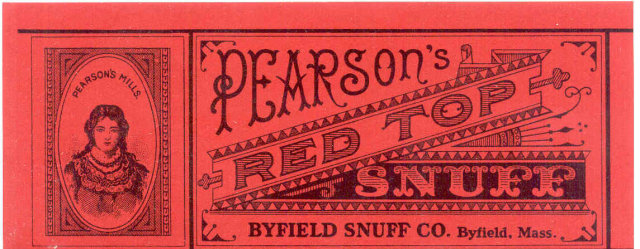 PEARSON'S MILLS.
PEARSON'S
RED TOP
SNUFF
BYFIELD SNUFF CO. Byfield, Mass.